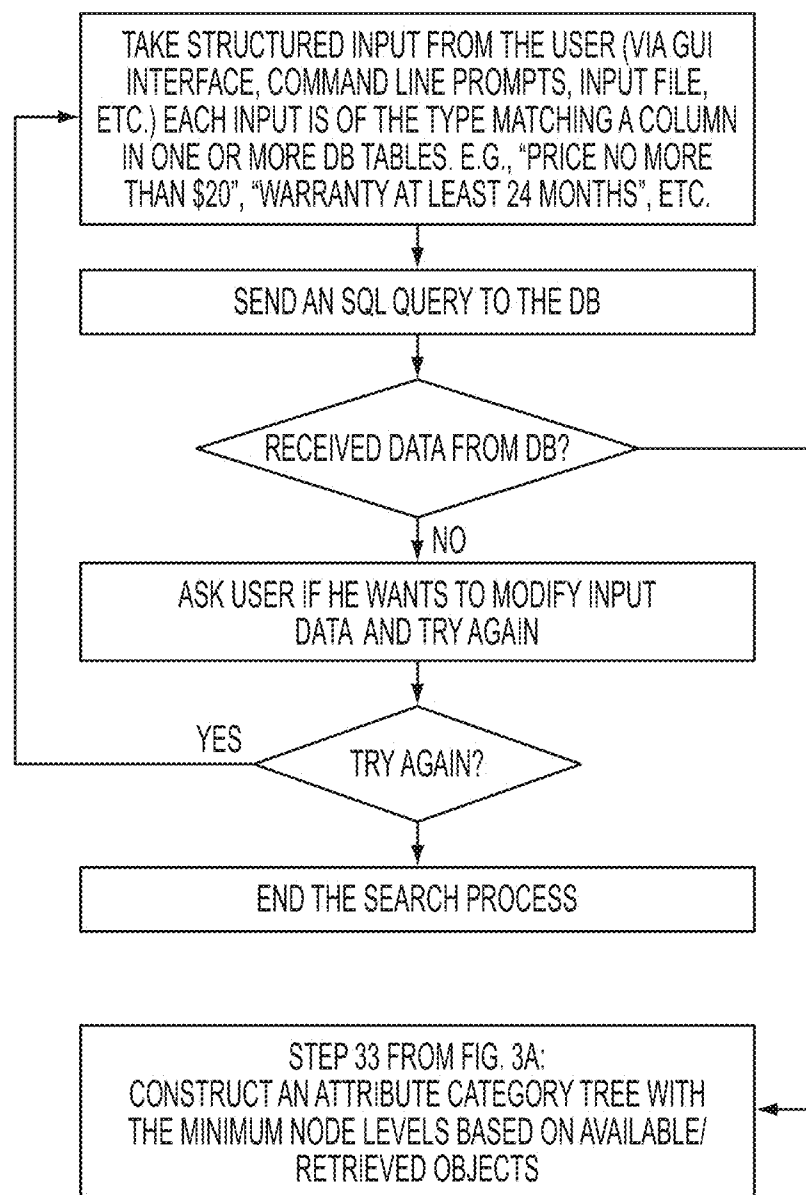 TAKE STRUCTURED INPUT FROM THE USER (VIA GUI
INTERFACE, COMMAND LINE PROMPTS, INPUT FILE,
ETC.) EACH INPUT IS OF THE TYPE MATCHING A COLUMN
IN ONE OR MORE DB TABLES. E.G., “PRICE NO MORE
THAN $20”, “WARRANTY AT LEAST 24 MONTHS”, ETC.
SEND AN SQL QUERY TO THE DB
RECEIVED DATA FROM DB?
NO
ASK USER IF HE WANTS TO MODIFY INPUT
DATA AND TRY AGAIN
YES
TRY AGAIN?
END THE SEARCH PROCESS
STEP 33 FROM FIG. 3A:
CONSTRUCT AN ATTRIBUTE CATEGORY TREE WITH
THE MINIMUM NODE LEVELS BASED ON AVAILABLE/
RETRIEVED OBJECTS